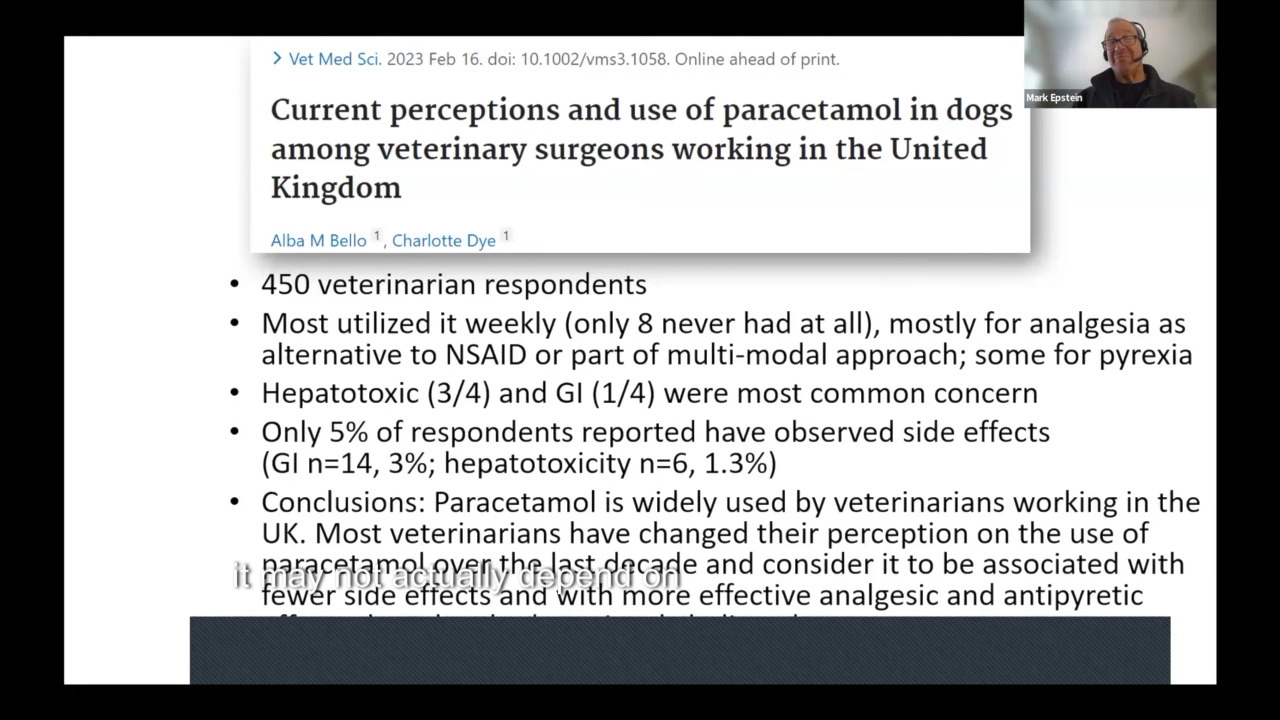 > Vet Med Sci. 2023 Feb 16. doi: 10.1002/vms3.1058. Online ahead of print.
Mark Epstein
Current perceptions and use of paracetamol in dogs
among veterinary surgeons working in the United
Kingdom
Alba M Bello 1 , Charlotte Dye 1
• 450 veterinarian respondents
• Most utilized it weekly (only 8 never had at all), mostly for analgesia as
alternative to NSAID or part of multi-modal approach; some for pyrexia
• Hepatotoxic (3/4) and GI (1/4) were most common concern
• Only 5% of respondents reported have observed side effects
(GI n=14, 3%; hepatotoxicity n=6, 1.3%)
• Conclusions: Paracetamol is widely used by veterinarians working in the
UK. Most veterinarians have changed their perception on the use of
paracetamol over the last decade and consider it to be associated with
it may not actually depend on
fewer side effects and with more effective analgesic and antipyretic